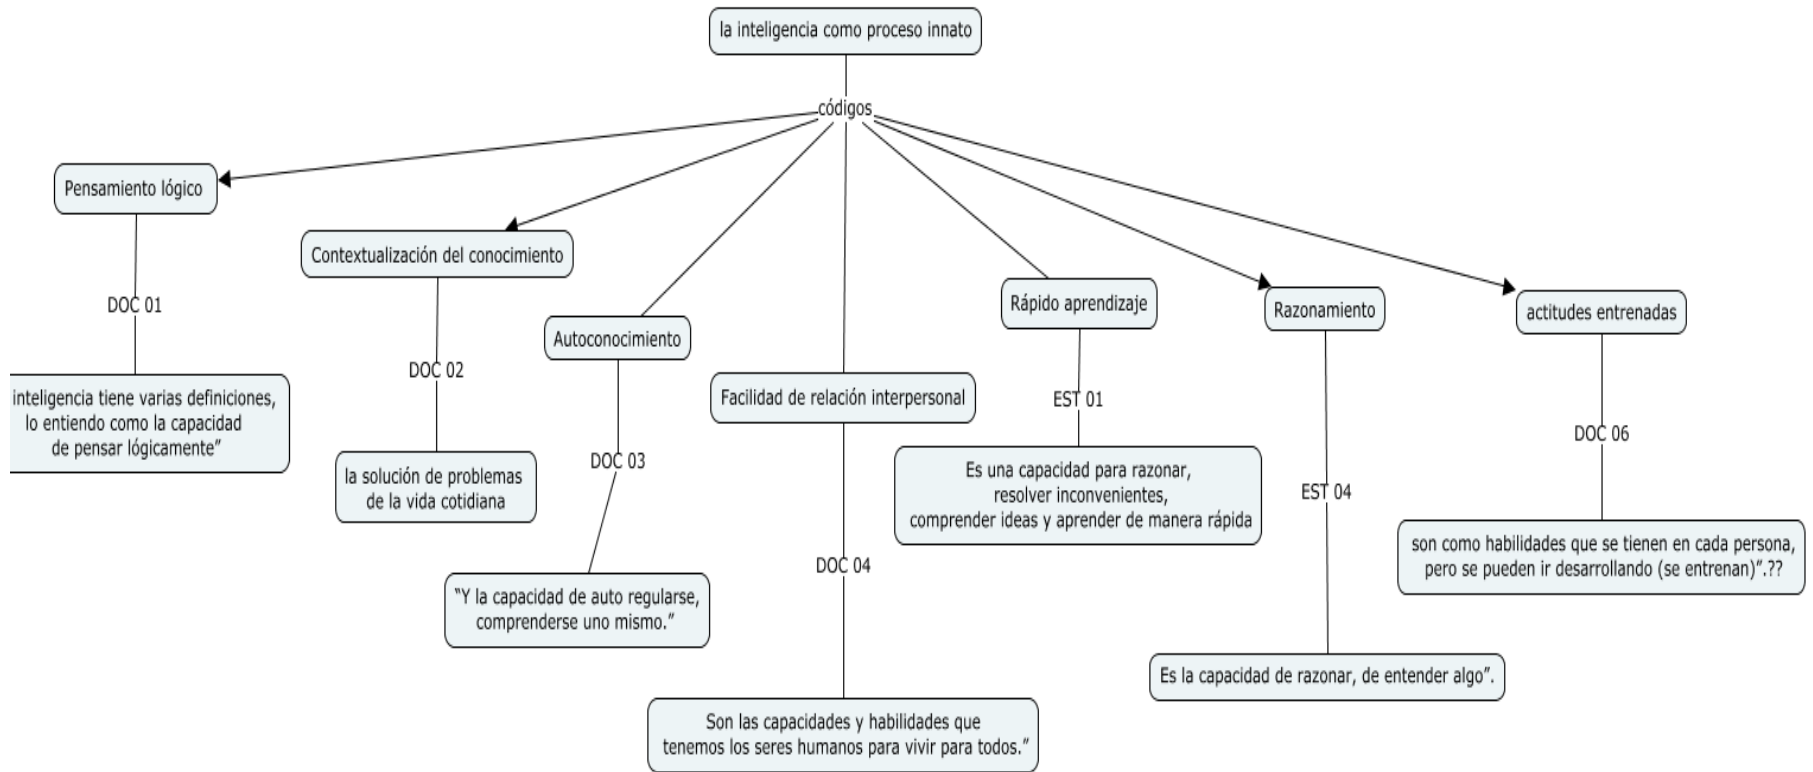 la inteligencia como proceso innato
códigos
Pensamiento lógico
DOC 01
inteligencia tiene varias definiciones,
lo entiendo como la capacidad
de pensar lógicamente”
Contextualización del conocimiento
DOC 02
la solución de problemas
de la vida cotidiana
Autoconocimiento
DOC 03
“Y la capacidad de auto regularse,
comprenderse uno mismo.”
Facilidad de relación interpersonal
DOC 04
Son las capacidades y habilidades que
tenemos los seres humanos para vivir para todos.”
Rápido aprendizaje
EST 01
Es una capacidad para razonar,
resolver inconvenientes,
comprender ideas y aprender de manera rápida
Razonamiento
EST 04
Es la capacidad de razonar, de entender algo”.
actitudes entrenadas
DOC 06
son como habilidades que se tienen en cada persona,
pero se pueden ir desarrollando (se entrenan)”.??